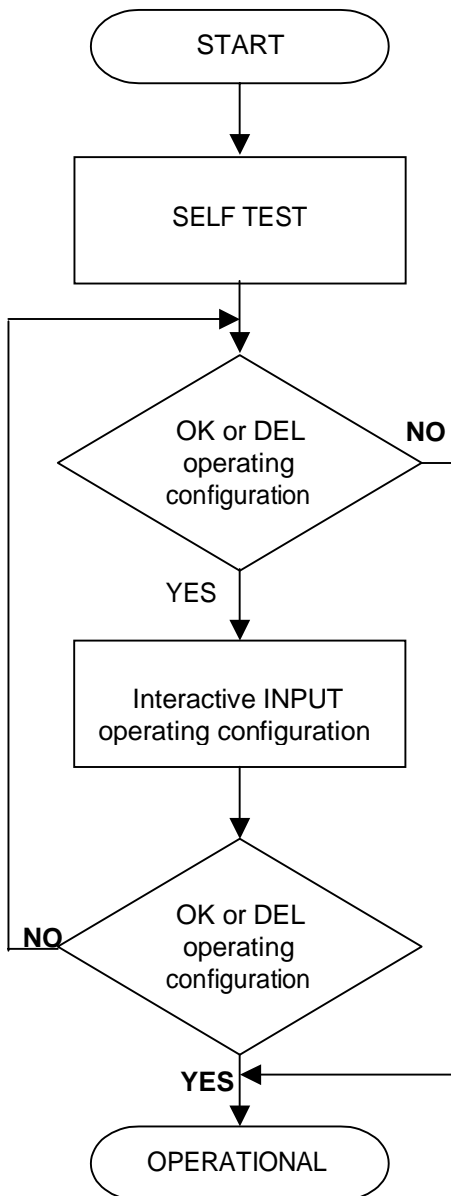 START
SELF TEST
OK or DEL
operating
configuration
NO
YES
Interactive INPUT
operating configuration
OK or DEL
operating
configuration
NO
YES
OPERATIONAL